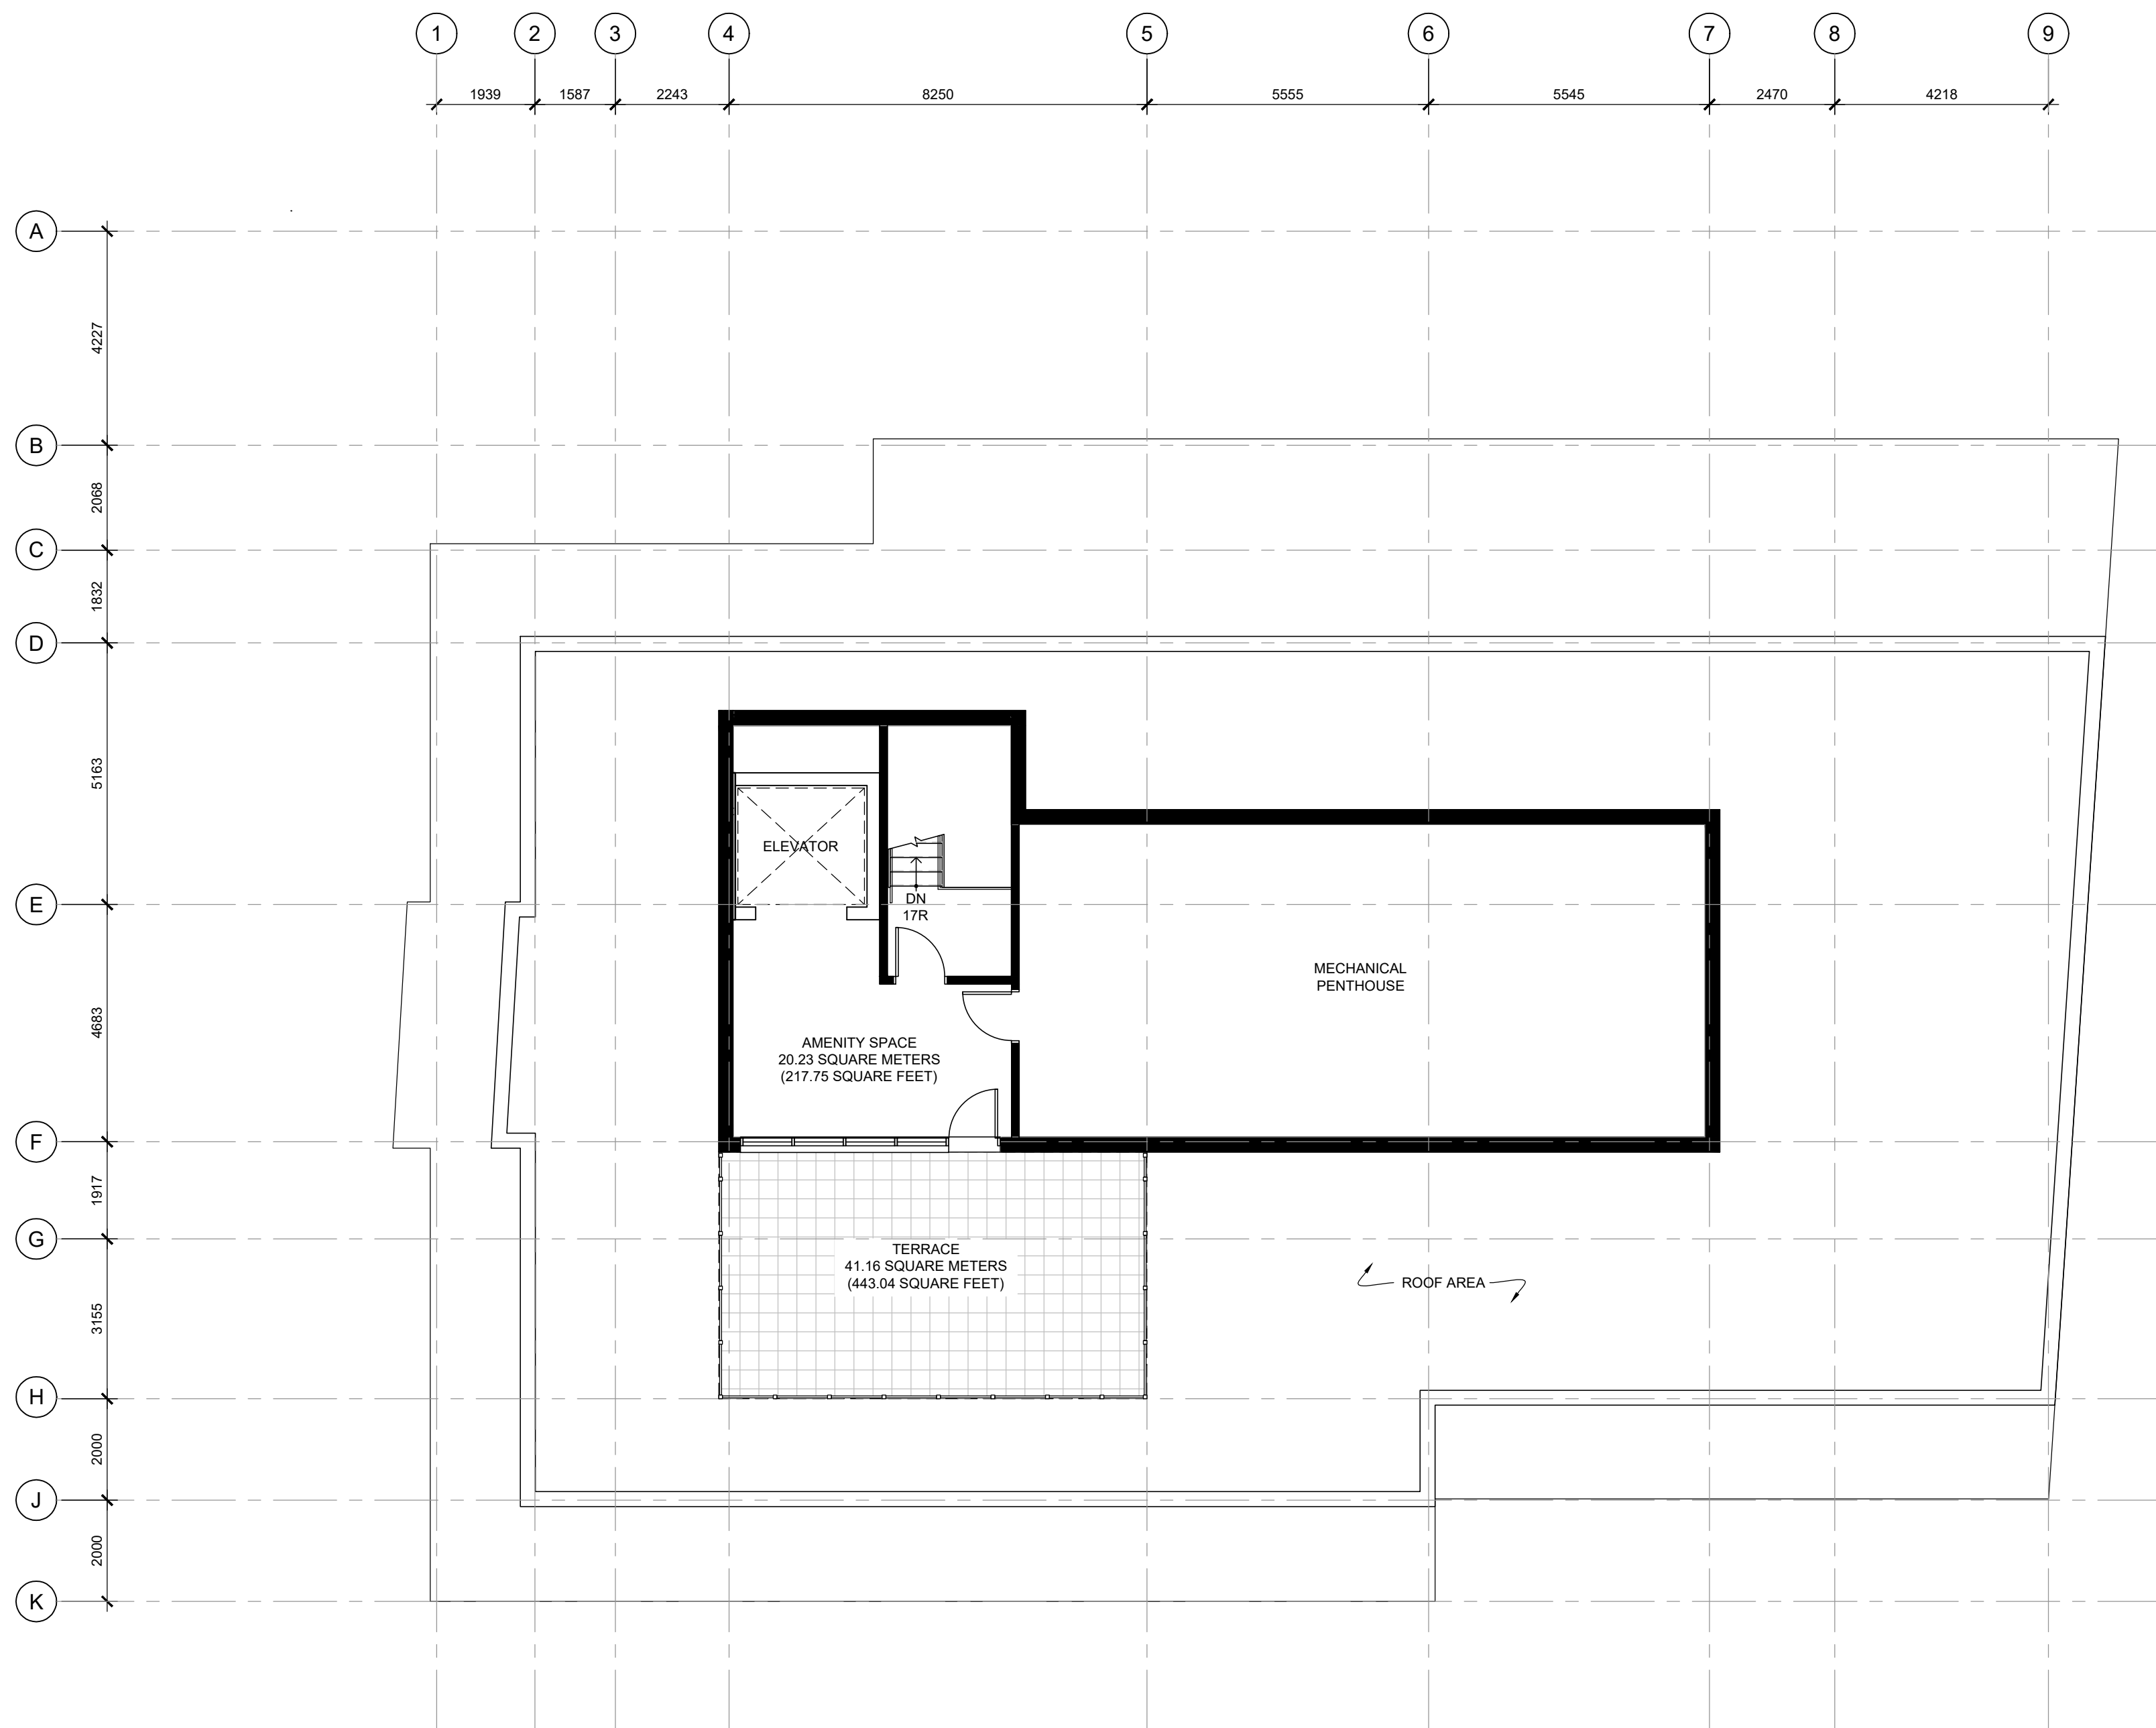 1 2 3 4 5 6 7 8 9
1939 1587 2243 8250 5555 5545 2470 4218
A
4227
B
2068
C
1832
D
5163
ELEVATOR
E
DN
17R
MECHANICAL
PENTHOUSE
4683
AMENITY SPACE
20.23 SQUARE METERS
(217.75 SQUARE FEET)
F
1917
G
TERRACE
41.16 SQUARE METERS
(443.04 SQUARE FEET)
ROOF AREA
3155
H
2000
J
2000
K